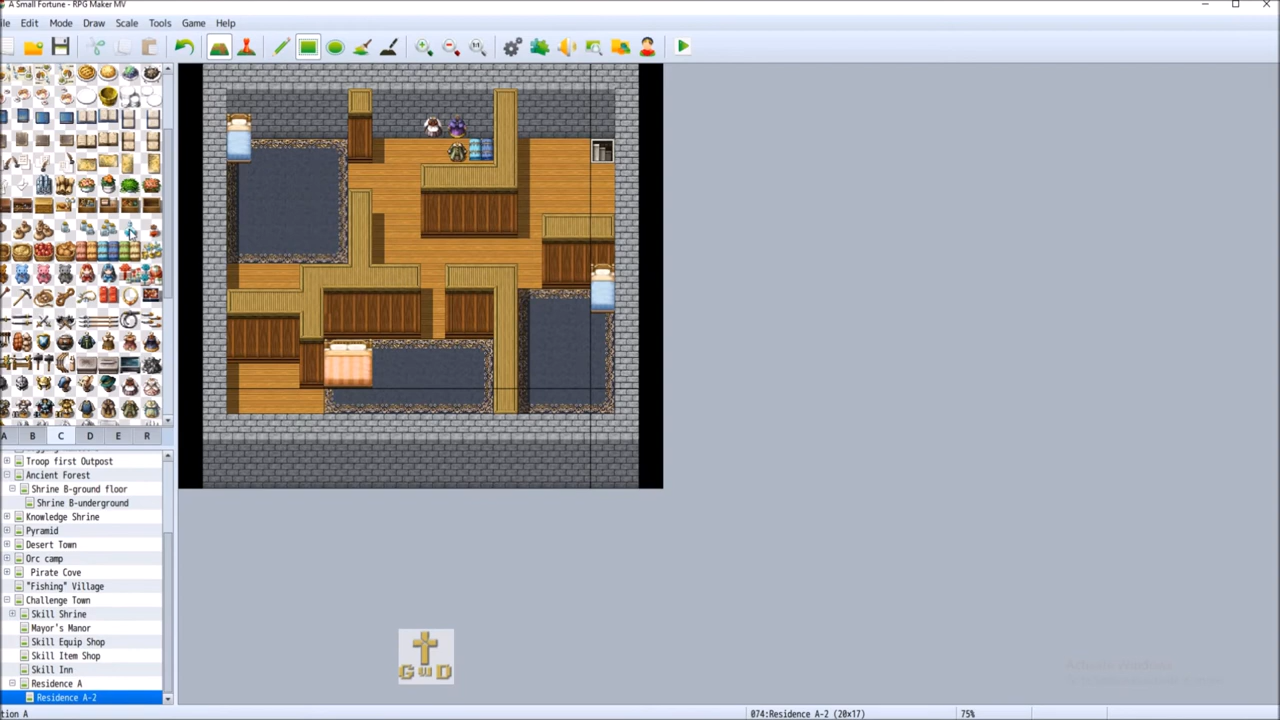 A Small Fortune - RPG Maker MV
Edit Mode Draw Scale Tools Game Help
1:1
A B C D E R
Troop first Outpost
Ancient Forest
Shrine B-ground floor
Shrine B-underground
Knowledge Shrine
Pyramid
Desert Town
Orc camp
Pirate Cove
"Fishing" Village
Challenge Town
Skill Shrine
Mayor's Manor
Skill Equip Shop
Skill Item Shop
Skill Inn
Residence A
Residence A-2
GWD
tion A
074:Residence A-2 (20x17)
75%